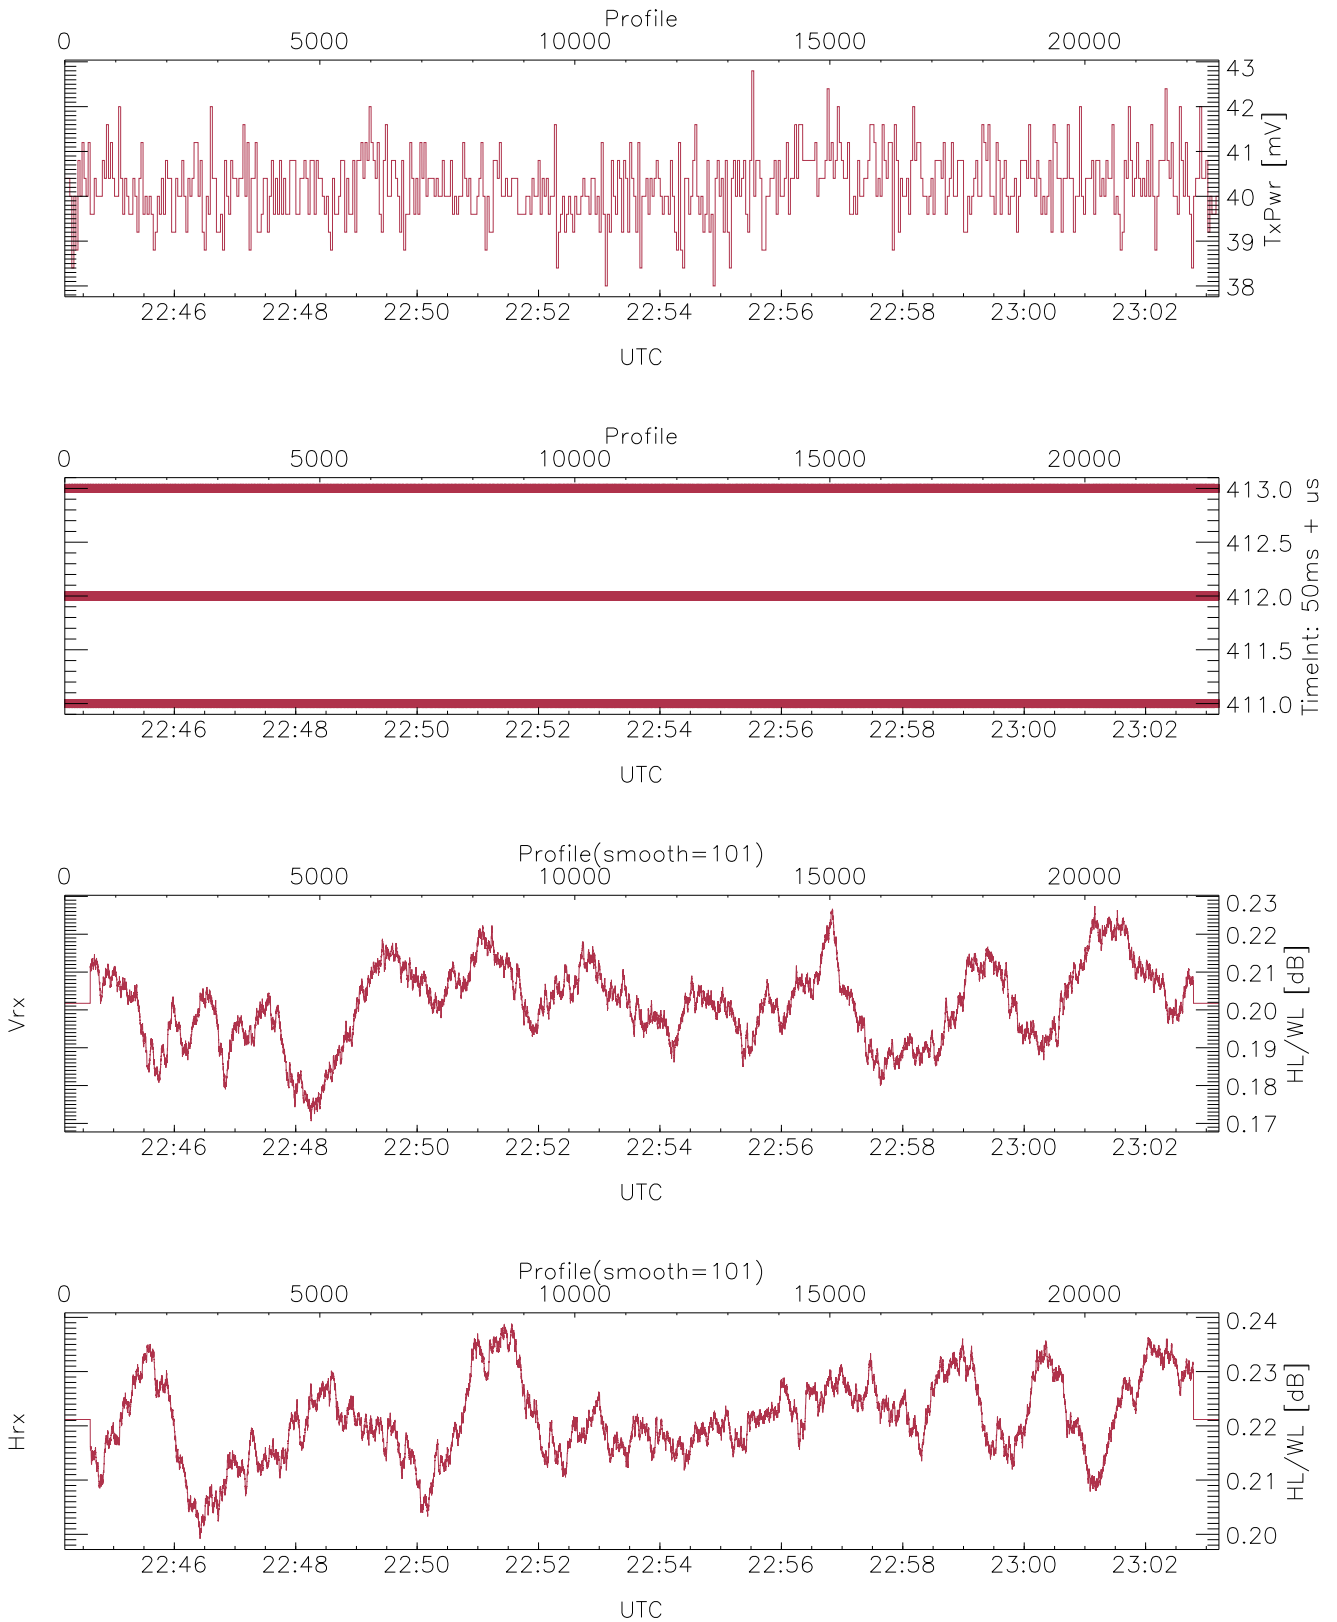 Profile
0 5000 10000 15000 20000
43
42
41
40
39
38
TxPwr [mV]
22:46 22:48 22:50 22:52 22:54 22:56 22:58 23:00 23:02
UTC
Profile
0 5000 10000 15000 20000
413.0
412.5
412.0
411.5
411.0
TimeInt: 50ms + us
22:46 22:48 22:50 22:52 22:54 22:56 22:58 23:00 23:02
UTC
Profile(smooth=101)
0 5000 10000 15000 20000
Vrx
0.23
0.22
0.21
0.20
0.19
0.18
0.17
HL/WL [dB]
22:46 22:48 22:50 22:52 22:54 22:56 22:58 23:00 23:02
UTC
Profile(smooth=101)
0 5000 10000 15000 20000
Hrx
0.24
0.23
0.22
0.21
0.20
HL/WL [dB]
22:46 22:48 22:50 22:52 22:54 22:56 22:58 23:00 23:02
UTC